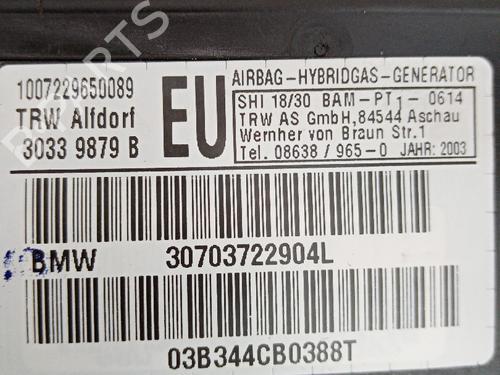 1007229650089
TRW Alfdorf
3033 9879 B
EU
AIRBAG-HYBRIDGAS-GENERATOR
SHI 18/30 BAM-PT1-0614
TRW AS GmbH,84544 Aschau
Wernher von Braun Str.1
Tel. 08638/965-0 JAHR: 2003
BMW 30703722904L
03B344CB0388T